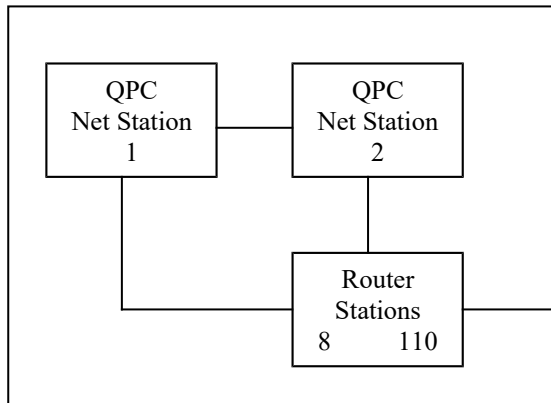 QPC
Net Station
1
QPC
Net Station
2
Router
Stations
8 110